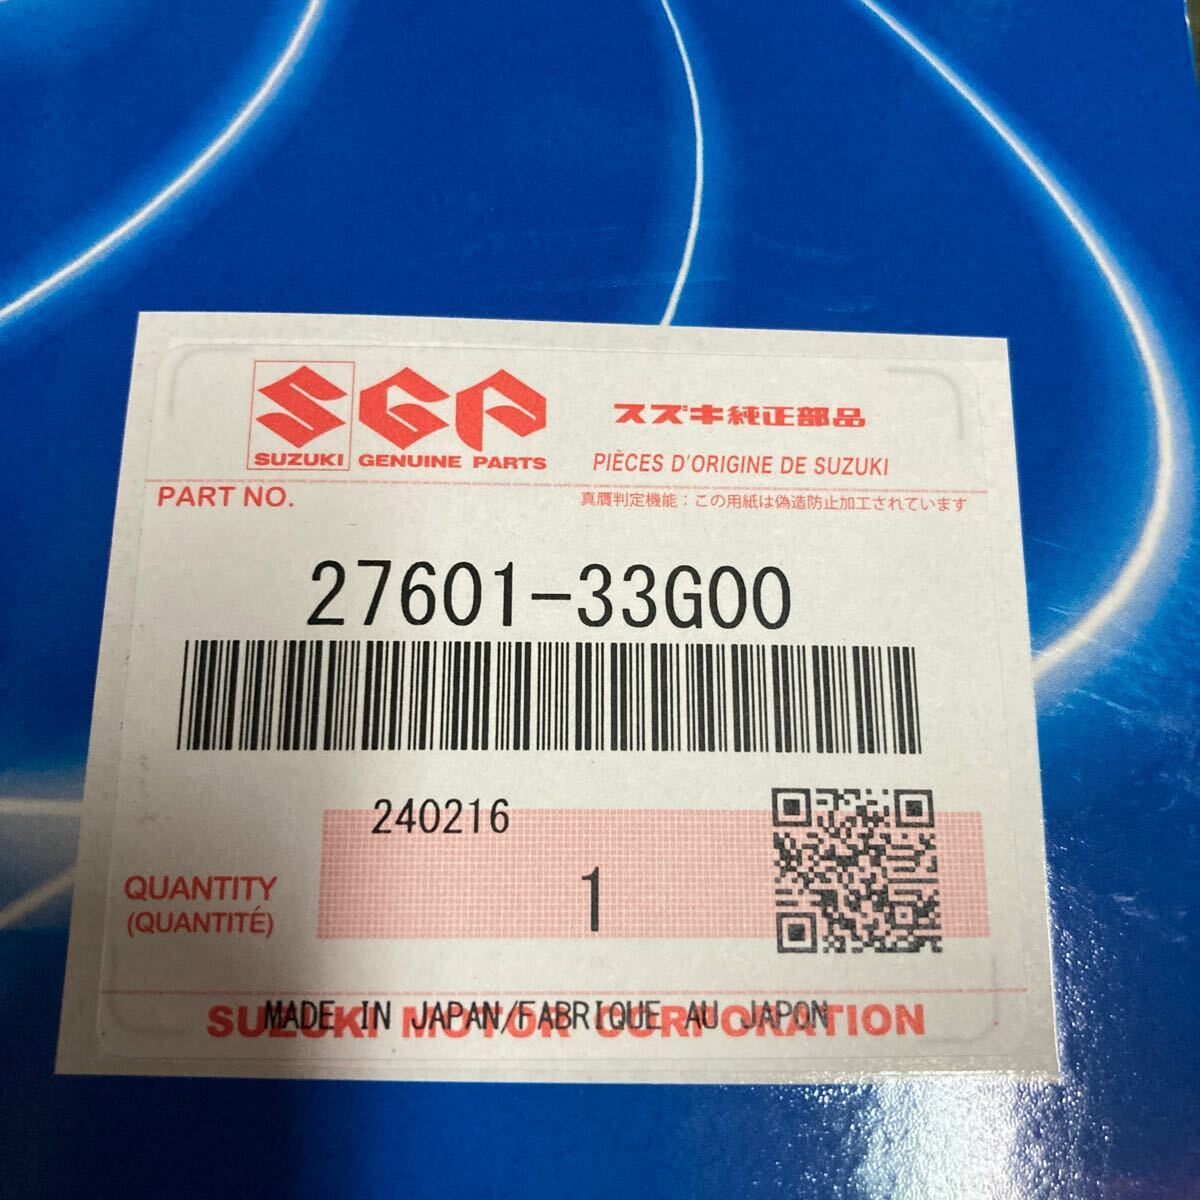 SGP
SUZUKI GENUINE PARTS
スズキ純正部品
PIÈCES D'ORIGINE DE SUZUKI
PART NO.
真贋判定機能：この用紙は偽造防止加工されています
27601-33G00
240216
QUANTITY
(QUANTITÉ)
1
MADE IN JAPAN/FABRIQUE AU JAPON
SUZUKI MOTOR CORPORATION